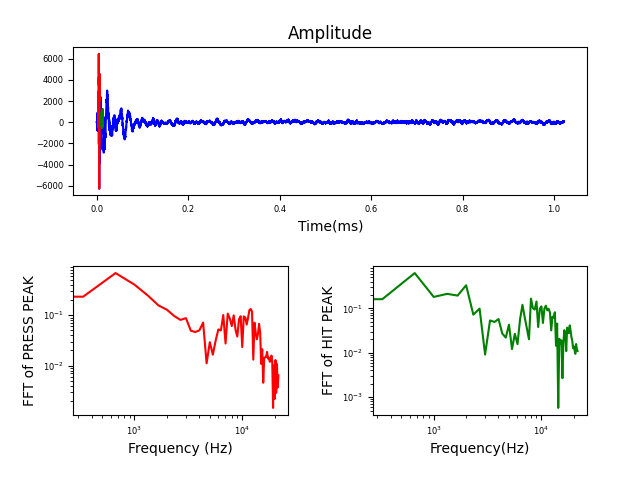 Amplitude
6000
4000
2000
0
−2000
−4000
−6000
0.0 0.2 0.4 0.6 0.8 1.0
Time(ms)
FFT of PRESS PEAK
10⁻¹
10⁻²
10³ 10⁴
Frequency (Hz)
FFT of HIT PEAK
10⁻¹
10⁻²
10⁻³
10³ 10⁴
Frequency(Hz)